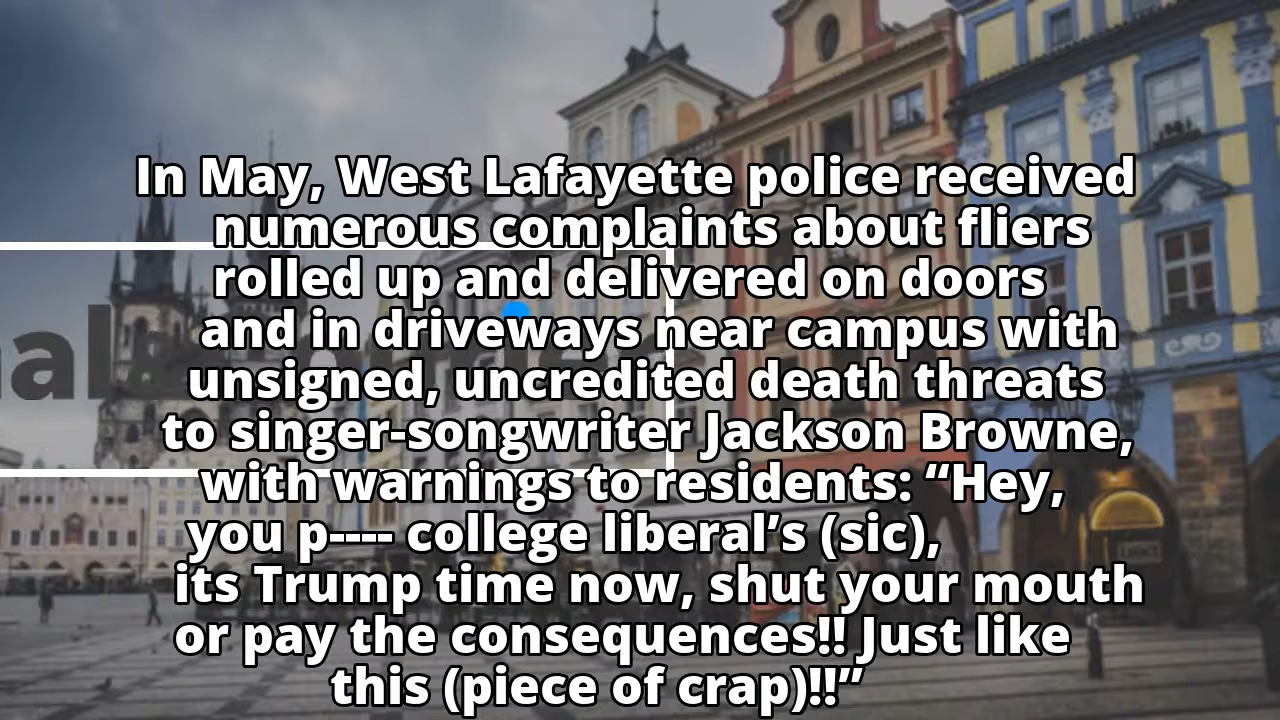 In May, West Lafayette police received
numerous complaints about fliers
rolled up and delivered on doors
and in driveways near campus with
unsigned, uncredited death threats
to singer-songwriter Jackson Browne,
with warnings to residents: “Hey,
you p---- college liberal’s (sic),
its Trump time now, shut your mouth
or pay the consequences!! Just like
this (piece of crap)!!”